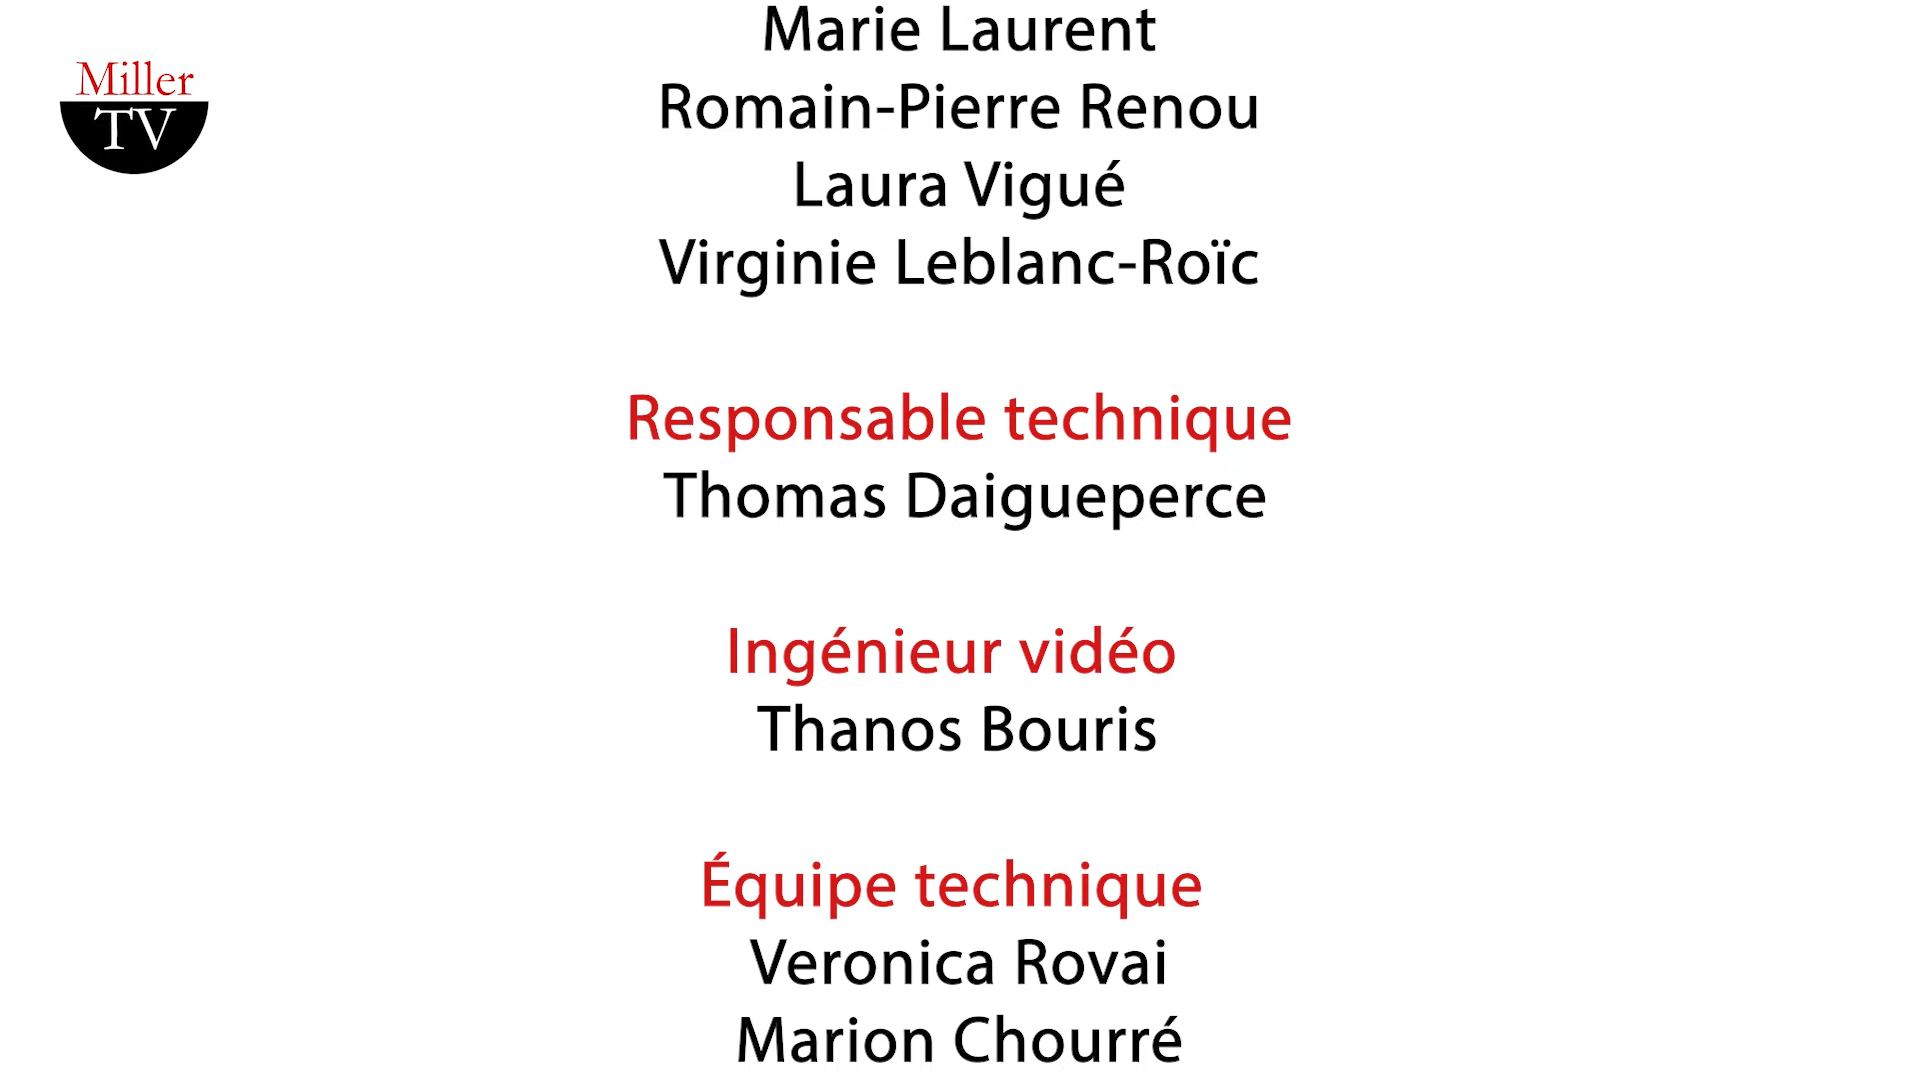 Miller
TV
Marie Laurent
Romain-Pierre Renou
Laura Vigué
Virginie Leblanc-Roïc
Responsable technique
Thomas Daigueperce
Ingénieur vidéo
Thanos Bouris
Équipe technique
Veronica Rovai
Marion Chourré